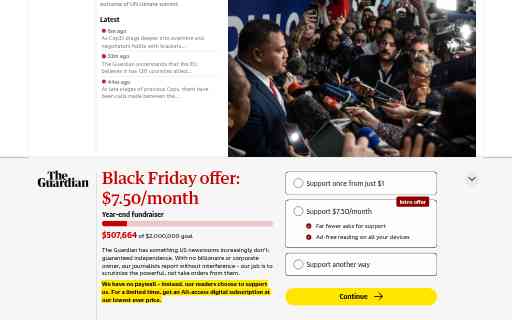 outcome of UN climate summit
Latest
5m ago
As Cop30 drags deeper into overtime and
negotiators huddle with brackets...
32m ago
The Guardian understands that the EU
believes it has 120 countries allied...
44m ago
At late stages of previous Cops, there have
been calls made between the...
The
Guardian
Black Friday offer:
$7.50/month
Year-end fundraiser
$507,664 of $2,000,000 goal
The Guardian has something US newsrooms increasingly don't:
guaranteed independence. With no billionaire or corporate
owner, our journalists report without interference – our job is to
scrutinise the powerful, not take orders from them.
We have no paywall – instead, our readers choose to support
us. For a limited time, get an All-access digital subscription at
our lowest ever price.
Support once from just $1
Intro offer
Support $7.50/month
Far fewer asks for support
Ad-free reading on all your devices
Support another way
Continue